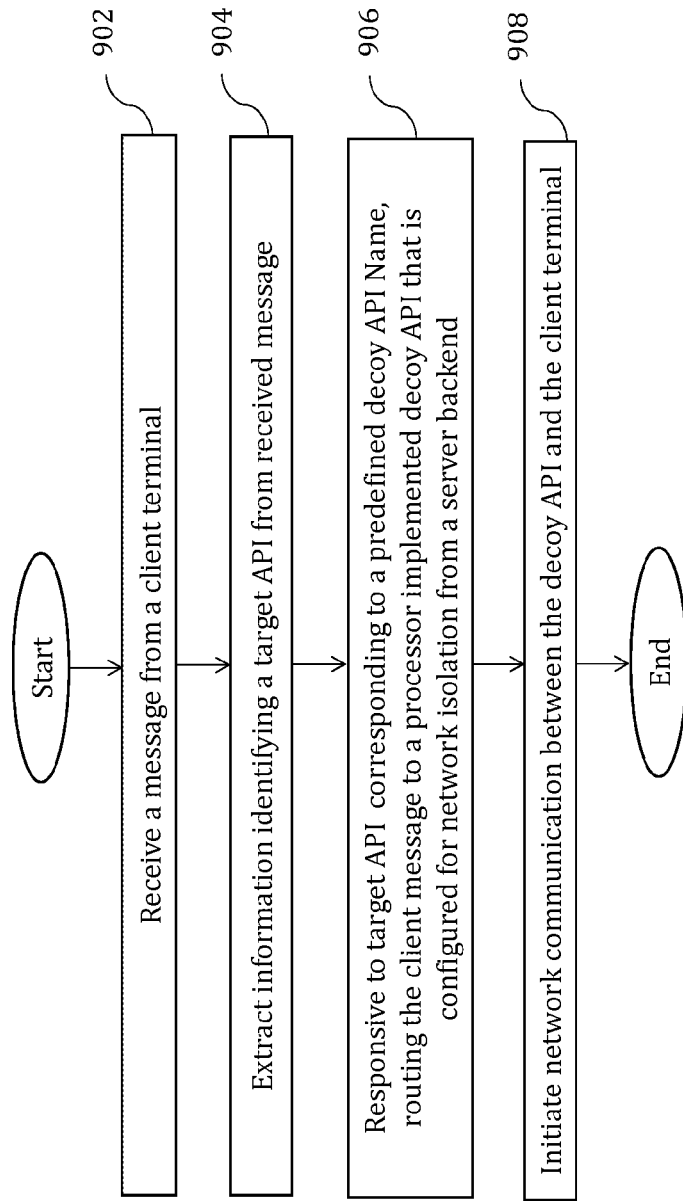 Start
Receive a message from a client terminal
902
Extract information identifying a target API from received message
904
Responsive to target API corresponding to a predefined decoy API Name,
routing the client message to a processor implemented decoy API that is
configured for network isolation from a server backend
906
Initiate network communication between the decoy API and the client terminal
908
End